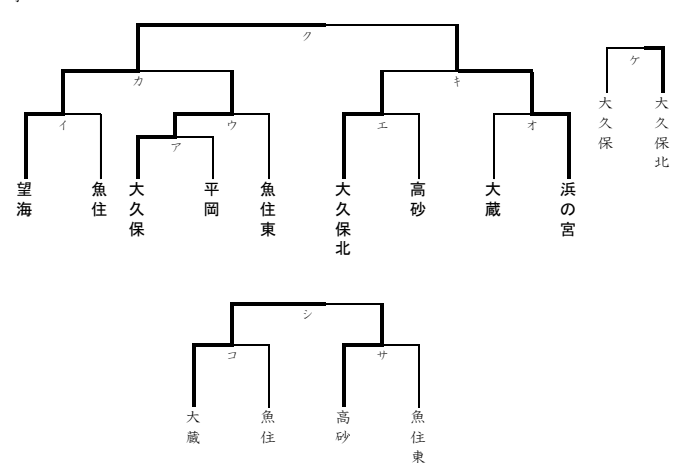 ク
カ
キ
ケ
イ
ウ
エ
オ
ア
大久保
大久保北
望海
魚住
大久保
平岡
魚住東
大久保北
高砂
大蔵
浜の宮
シ
コ
サ
大蔵
魚住
高砂
魚住東